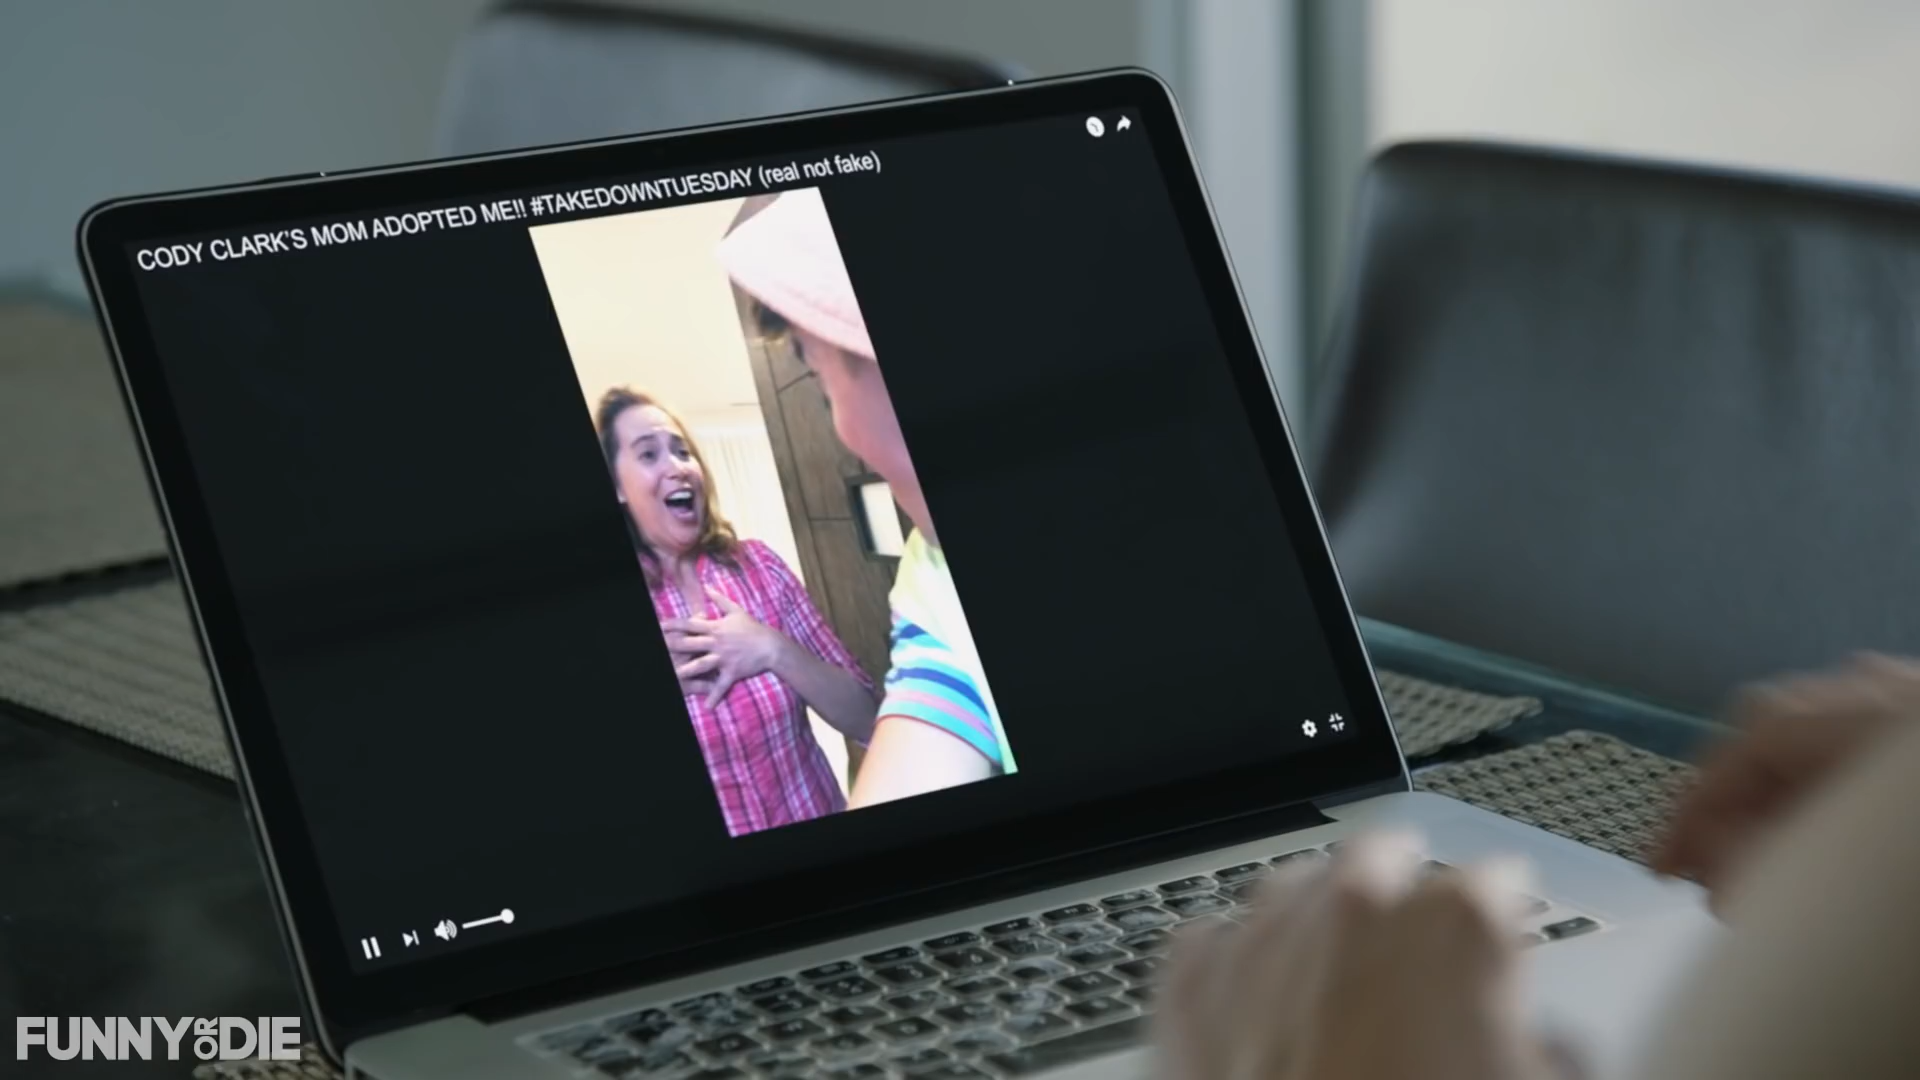 CODY CLARK'S MOM ADOPTED ME!! #TAKEDOWNTUESDAY (real not fake)
FUNNY OR DIE